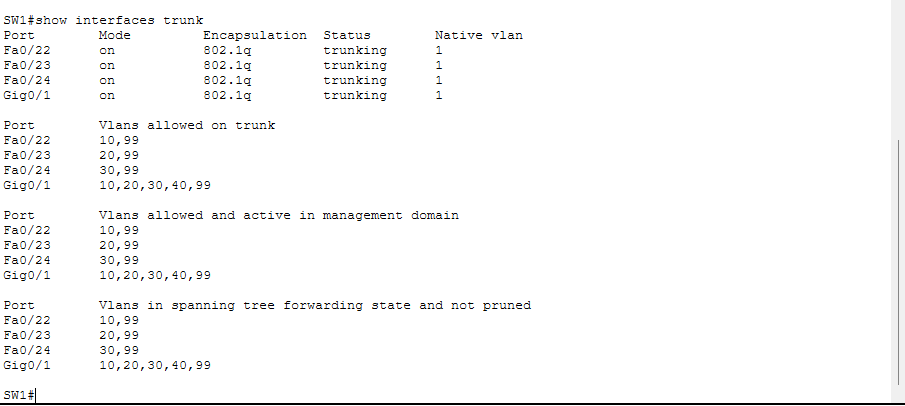 SW1#show interfaces trunk
Port        Mode         Encapsulation  Status        Native vlan
Fa0/22      on           802.1q         trunking      1
Fa0/23      on           802.1q         trunking      1
Fa0/24      on           802.1q         trunking      1
Gig0/1      on           802.1q         trunking      1

Port        Vlans allowed on trunk
Fa0/22      10,99
Fa0/23      20,99
Fa0/24      30,99
Gig0/1      10,20,30,40,99

Port        Vlans allowed and active in management domain
Fa0/22      10,99
Fa0/23      20,99
Fa0/24      30,99
Gig0/1      10,20,30,40,99

Port        Vlans in spanning tree forwarding state and not pruned
Fa0/22      10,99
Fa0/23      20,99
Fa0/24      30,99
Gig0/1      10,20,30,40,99

SW1#